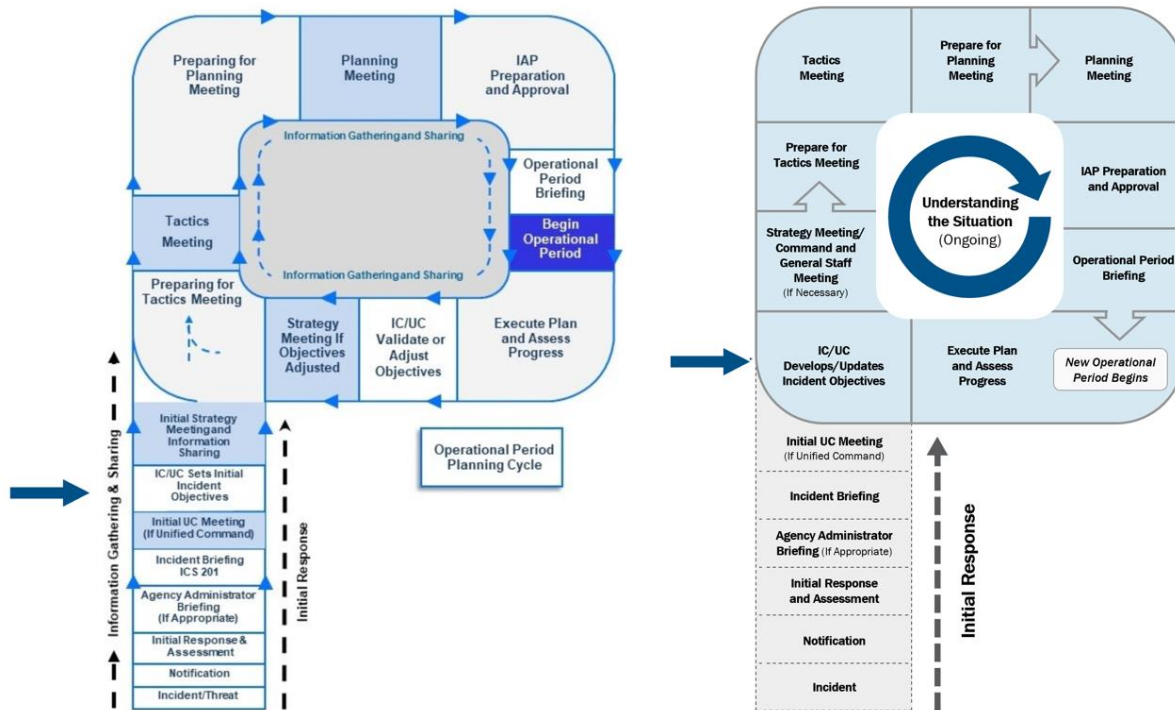 Preparing for
Planning
Meeting
Planning
Meeting
IAP
Preparation
and Approval
Information Gathering and Sharing
Operational
Period
Briefing
Begin
Operational
Period
Tactics
Meeting
Information Gathering and Sharing
Preparing for
Tactics Meeting
Strategy
Meeting If
Objectives
Adjusted
IC/UC
Validate or
Adjust
Objectives
Execute Plan
and Assess
Progress
Operational Period
Planning Cycle
Initial Strategy
Meeting and
Information
Sharing
IC/UC Sets Initial
Incident
Objectives
Initial UC Meeting
(If Unified Command)
Incident Briefing
ICS 201
Agency Administrator
Briefing
(If Appropriate)
Initial Response &
Assessment
Notification
Incident/Threat
Information Gathering & Sharing
Initial Response
Tactics
Meeting
Prepare for
Planning
Meeting
Planning
Meeting
Prepare for
Tactics Meeting
Understanding
the Situation
(Ongoing)
IAP Preparation
and Approval
Strategy Meeting/
Command and
General Staff
Meeting
(If Necessary)
Operational Period
Briefing
IC/UC
Develops/Updates
Incident Objectives
Execute Plan
and Assess
Progress
New Operational
Period Begins
Initial UC Meeting
(If Unified Command)
Incident Briefing
Agency Administrator
Briefing (If Appropriate)
Initial Response
and Assessment
Notification
Incident
Initial Response